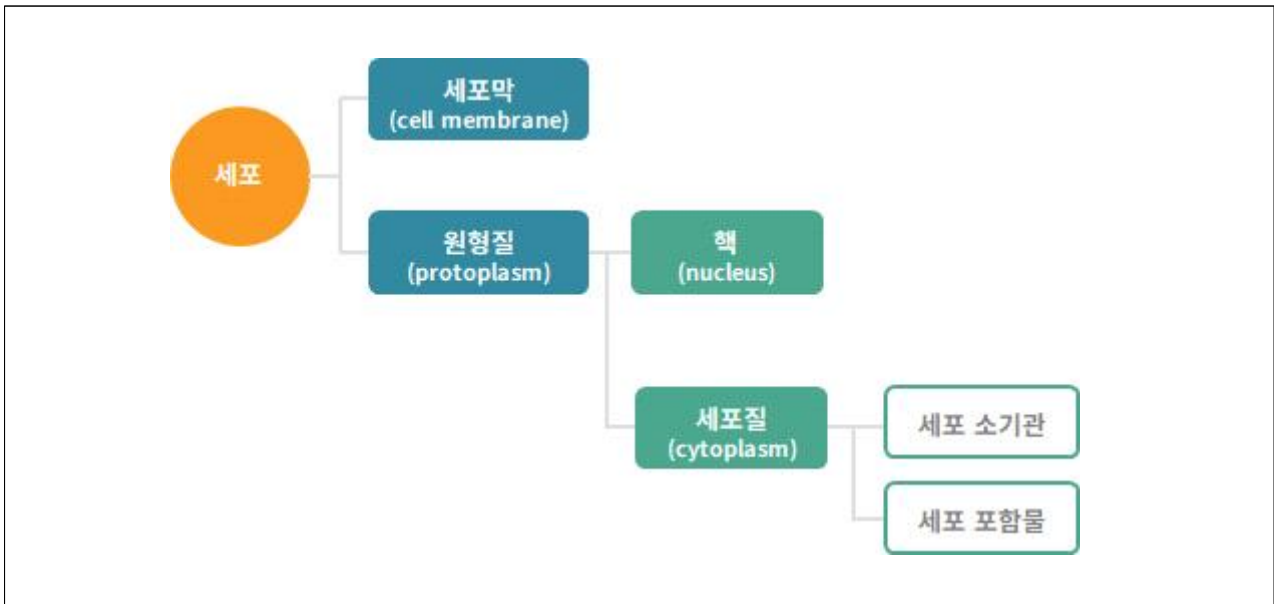 세포막
(cell membrane)
세포
원형질
(protoplasm)
핵
(nucleus)
세포질
(cytoplasm)
세포 소기관
세포 포함물